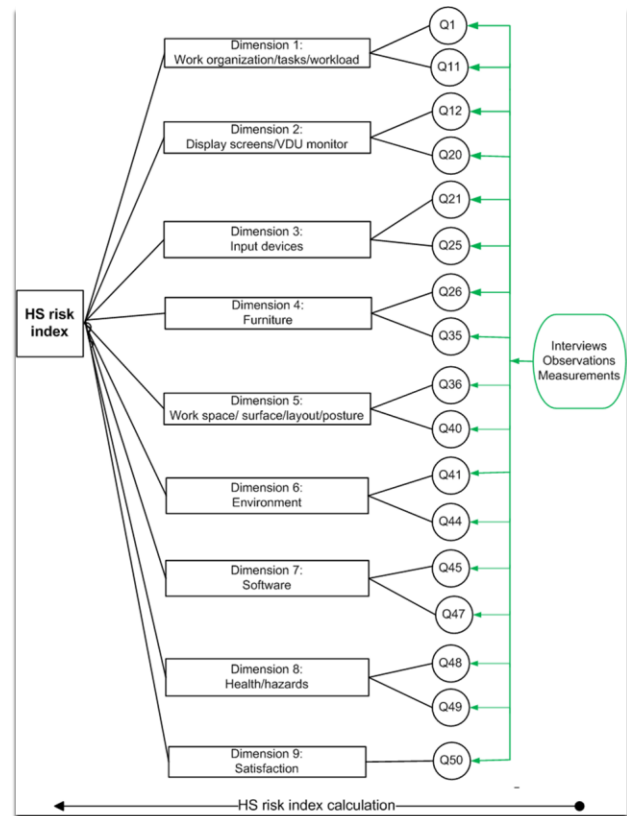 Dimension 1:
Work organization/tasks/workload
Q1
Q11
Dimension 2:
Display screens/VDU monitor
Q12
Q20
Dimension 3:
Input devices
Q21
Q25
HS risk
index
Dimension 4:
Furniture
Q26
Q35
Interviews
Observations
Measurements
Dimension 5:
Work space/ surface/layout/posture
Q36
Q40
Dimension 6:
Environment
Q41
Q44
Dimension 7:
Software
Q45
Q47
Dimension 8:
Health/hazards
Q48
Q49
Dimension 9:
Satisfaction
Q50
HS risk index calculation